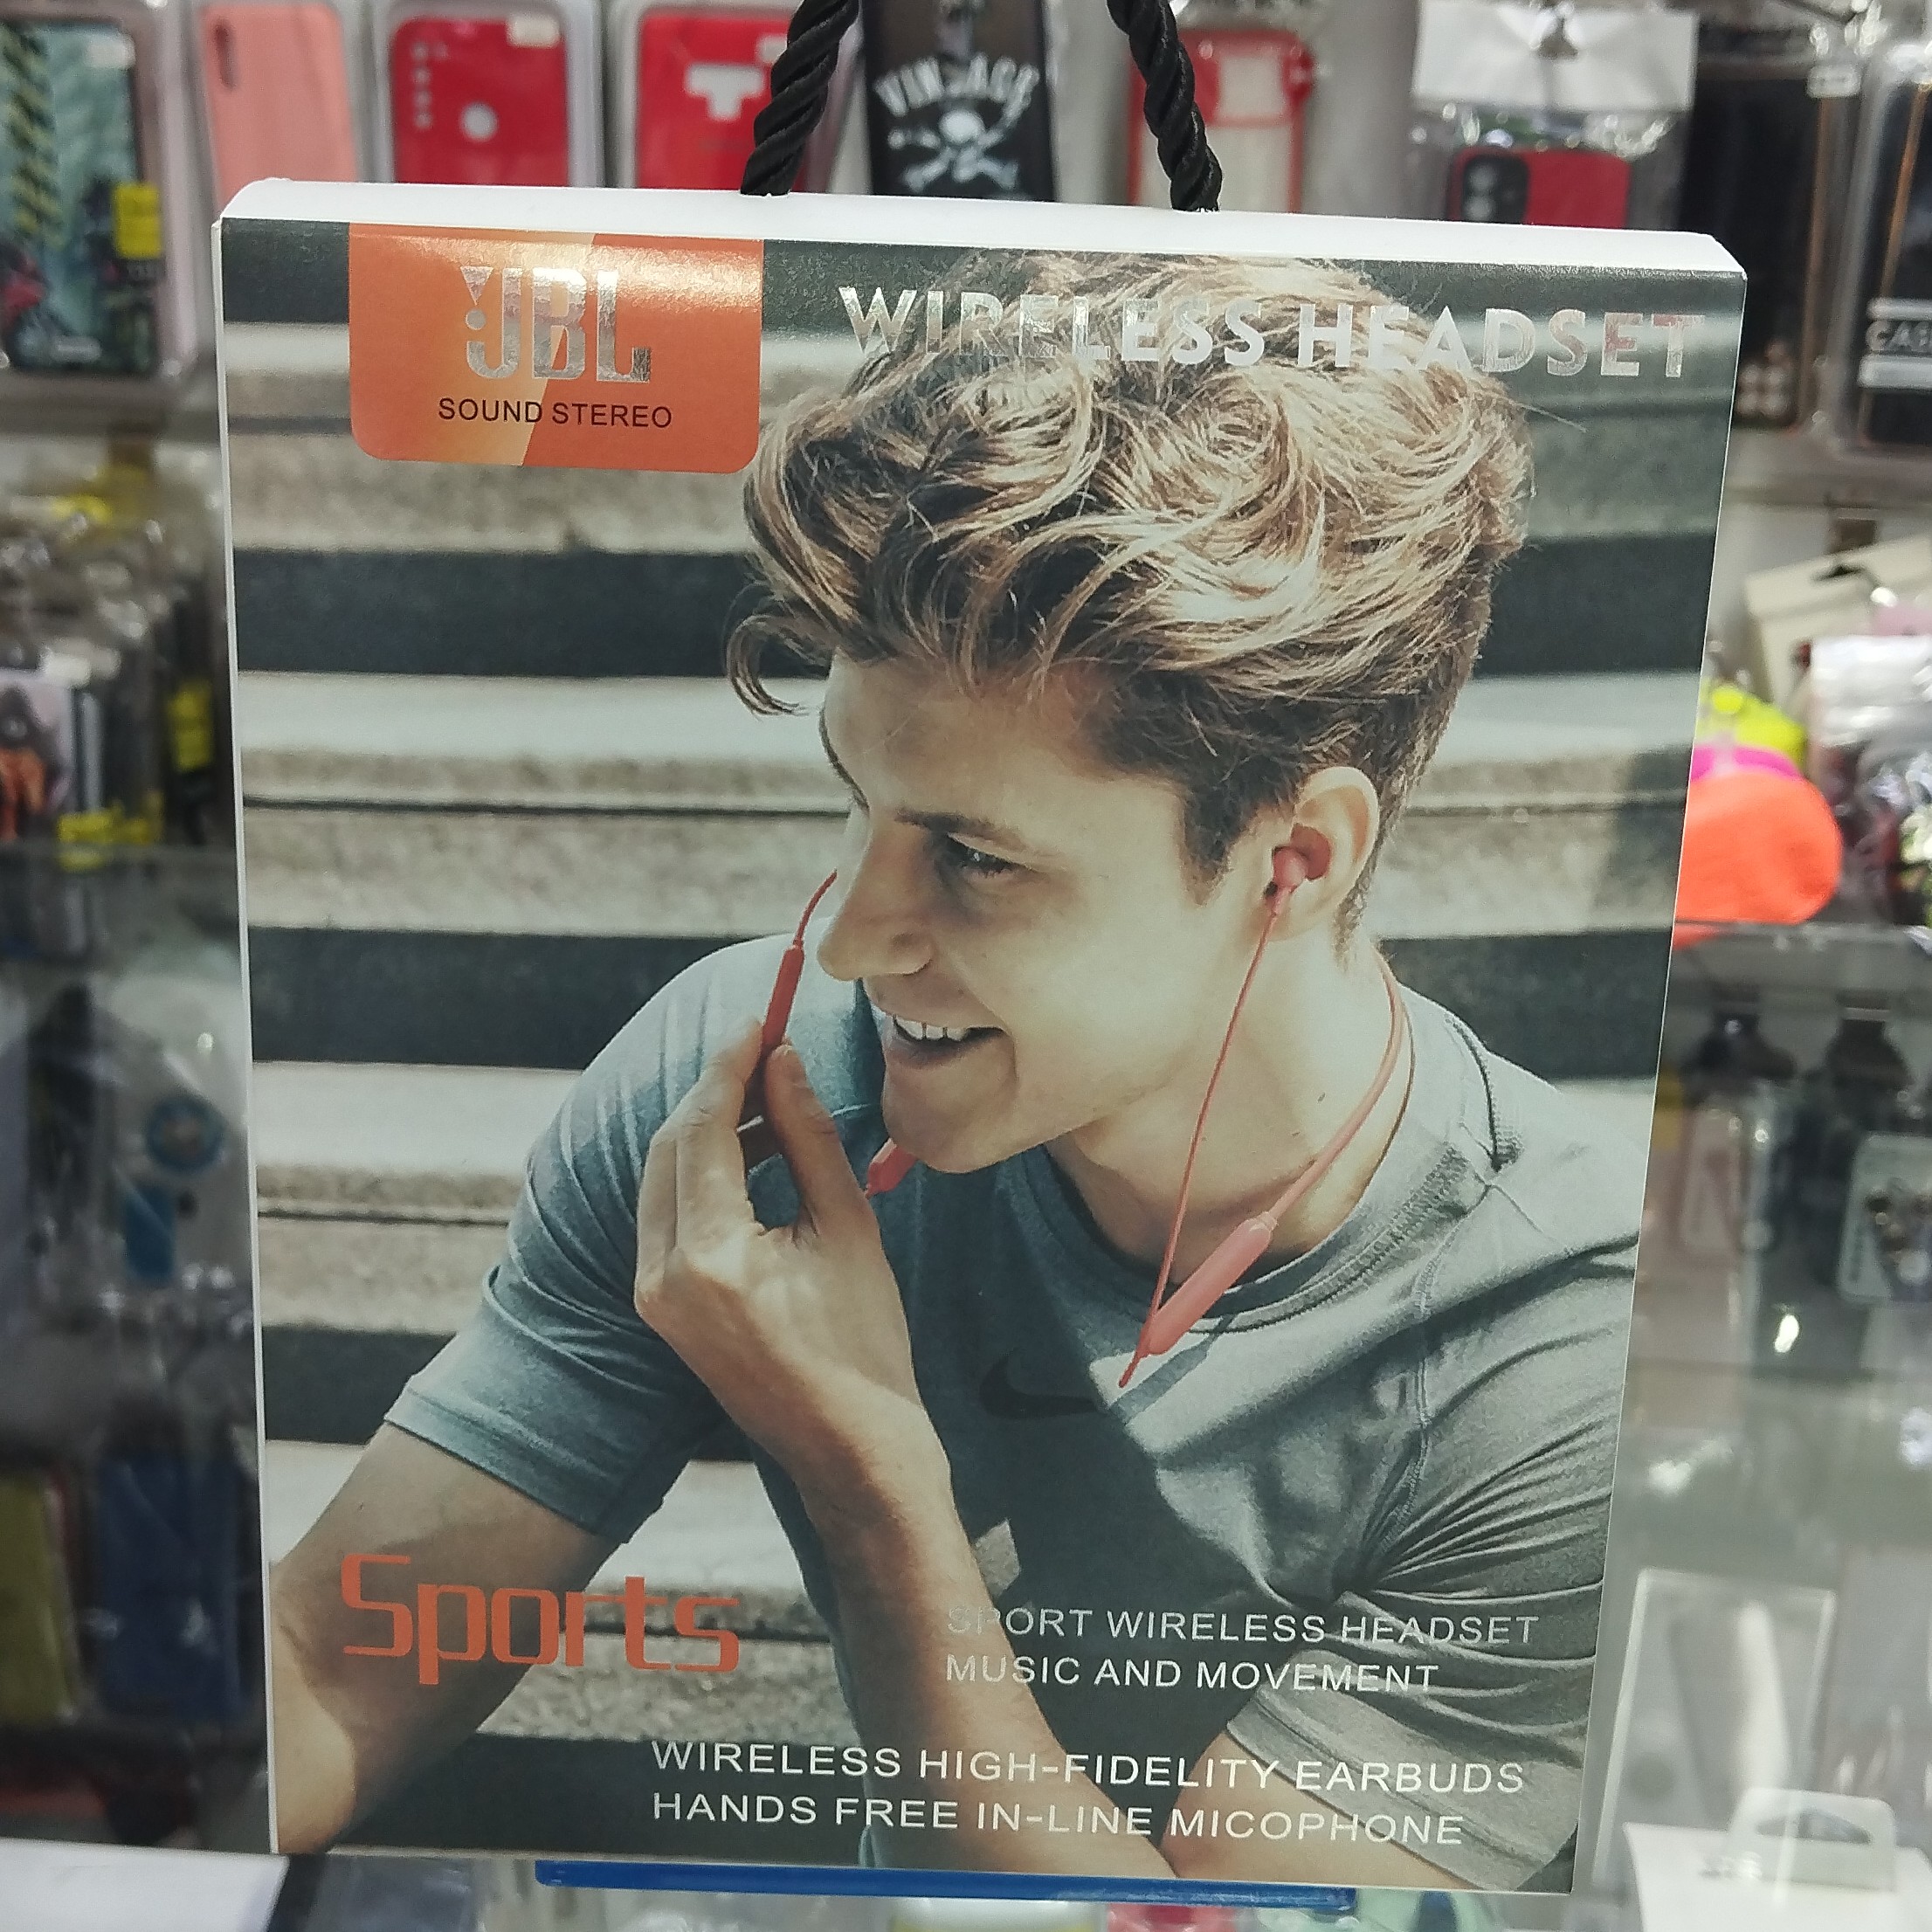 VINTAGE
JBL
SOUND STEREO
WIRELESS HEADSET
Sports
SPORT WIRELESS HEADSET
MUSIC AND MOVEMENT
WIRELESS HIGH-FIDELITY EARBUDS
HANDS FREE IN-LINE MICOPHONE